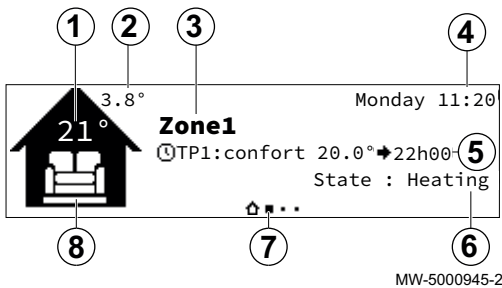 1 2 3 4
3.8° Monday 11:20
21° Zone1
TP1:confort 20.0°➔22h00 5
State : Heating
8 7 6
MW-5000945-2